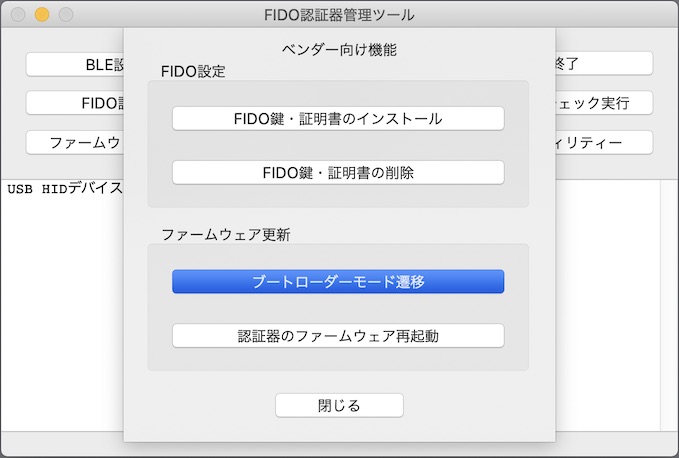 FIDO認証器管理ツール
ベンダー向け機能
FIDO設定
BLE設
終了
FIDO鍵・証明書のインストール
FIDO
ェック実行
FIDO鍵・証明書の削除
ファームウ
ィリティー
USB HIDデバイス
ファームウェア更新
ブートローダーモード遷移
認証器のファームウェア再起動
閉じる